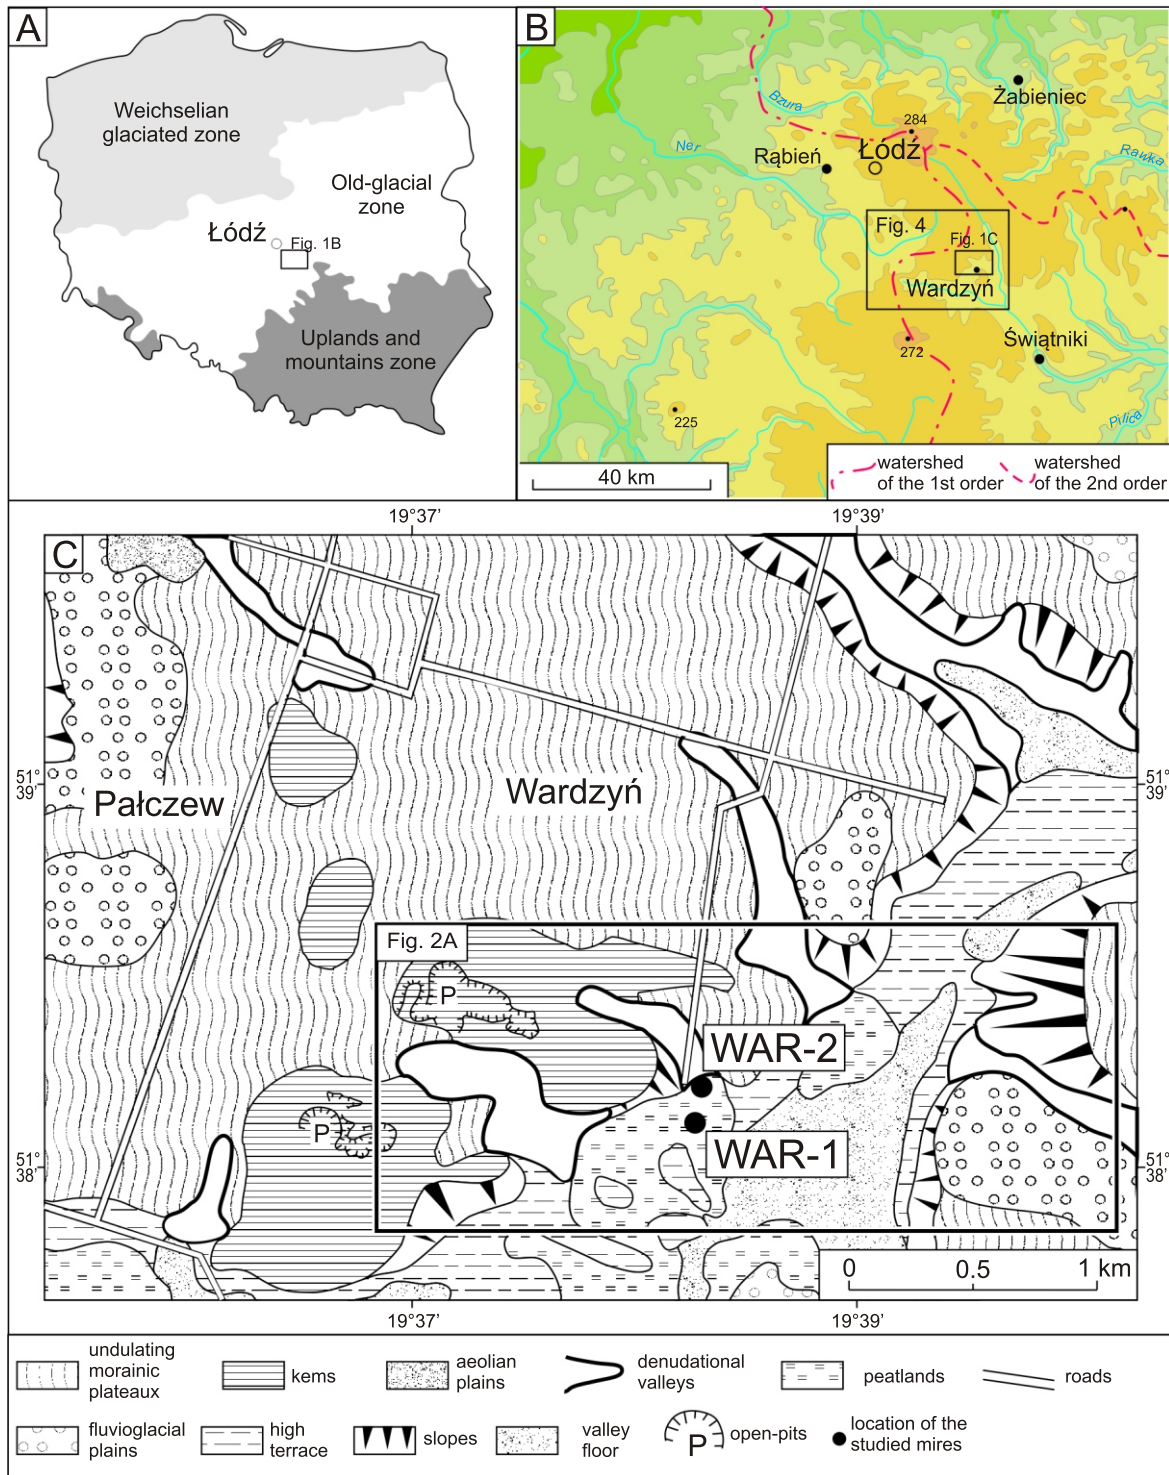 A
Weichselian
glaciated zone
Old-glacial
zone
Łódź
Fig. 1B
Uplands and
mountains zone
B
Bzura
Żabieniec
284
Ner
Rąbień
Łódź
Rawka
Fig. 4
Fig. 1C
Wardzyń
272
Świątniki
225
Pilica
40 km
watershed
of the 1st order
watershed
of the 2nd order
19°37'
19°39'
C
51°
39'
51°
39'
Pałczew
Wardzyń
Fig. 2A
P
WAR-2
P
WAR-1
51°
38'
51°
38'
0
0.5
1 km
19°37'
19°39'
undulating
morainic
plateaux
kems
aeolian
plains
denudational
valleys
peatlands
roads
fluvioglacial
plains
high
terrace
slopes
valley
floor
P
open-pits
location of the
studied mires